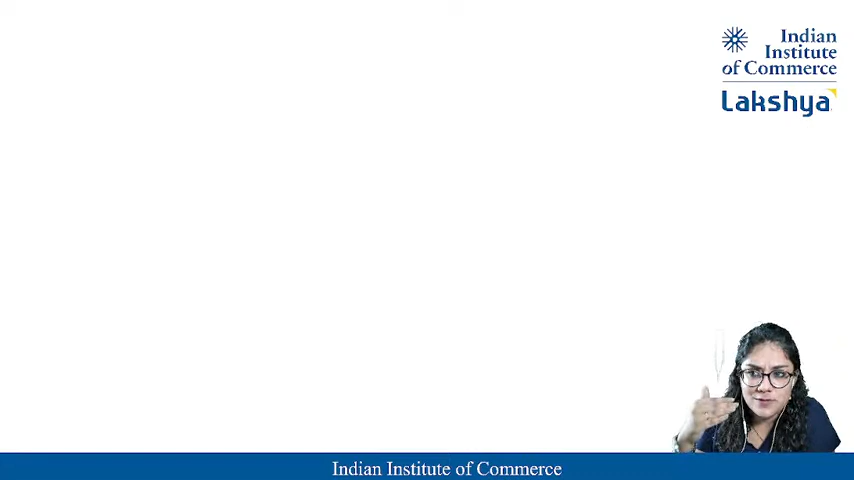 Indian
Institute
of Commerce
Lakshya
Indian Institute of Commerce